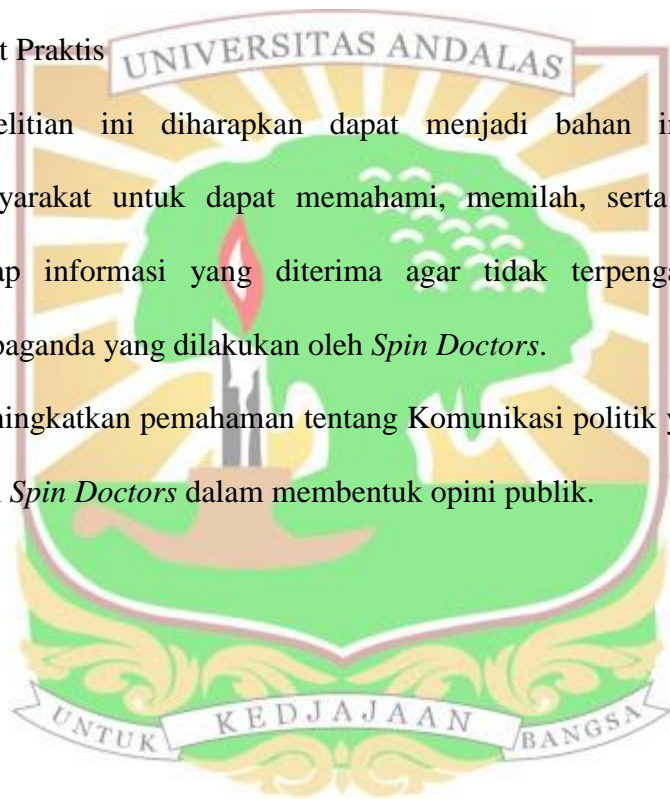 t Praktis
UNIVERSITAS ANDALAS
elitian ini diharapkan dapat menjadi bahan in
yarakat untuk dapat memahami, memilah, serta
ap informasi yang diterima agar tidak terpenga
paganda yang dilakukan oleh Spin Doctors.
ningkatkan pemahaman tentang Komunikasi politik y
Spin Doctors dalam membentuk opini publik.
UNTUK KEDJAJAAN BANGSA